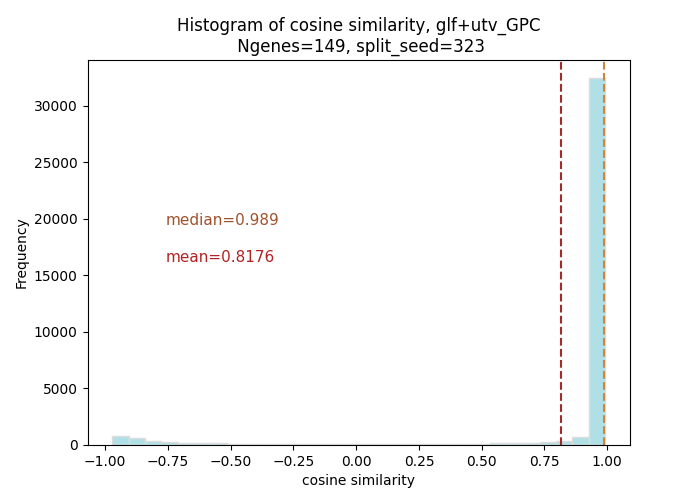 Histogram of cosine similarity, glf+utv_GPC
Ngenes=149, split_seed=323
30000
25000
20000
15000
10000
5000
0
Frequency
median=0.989
mean=0.8176
−1.00 −0.75 −0.50 −0.25 0.00 0.25 0.50 0.75 1.00
cosine similarity